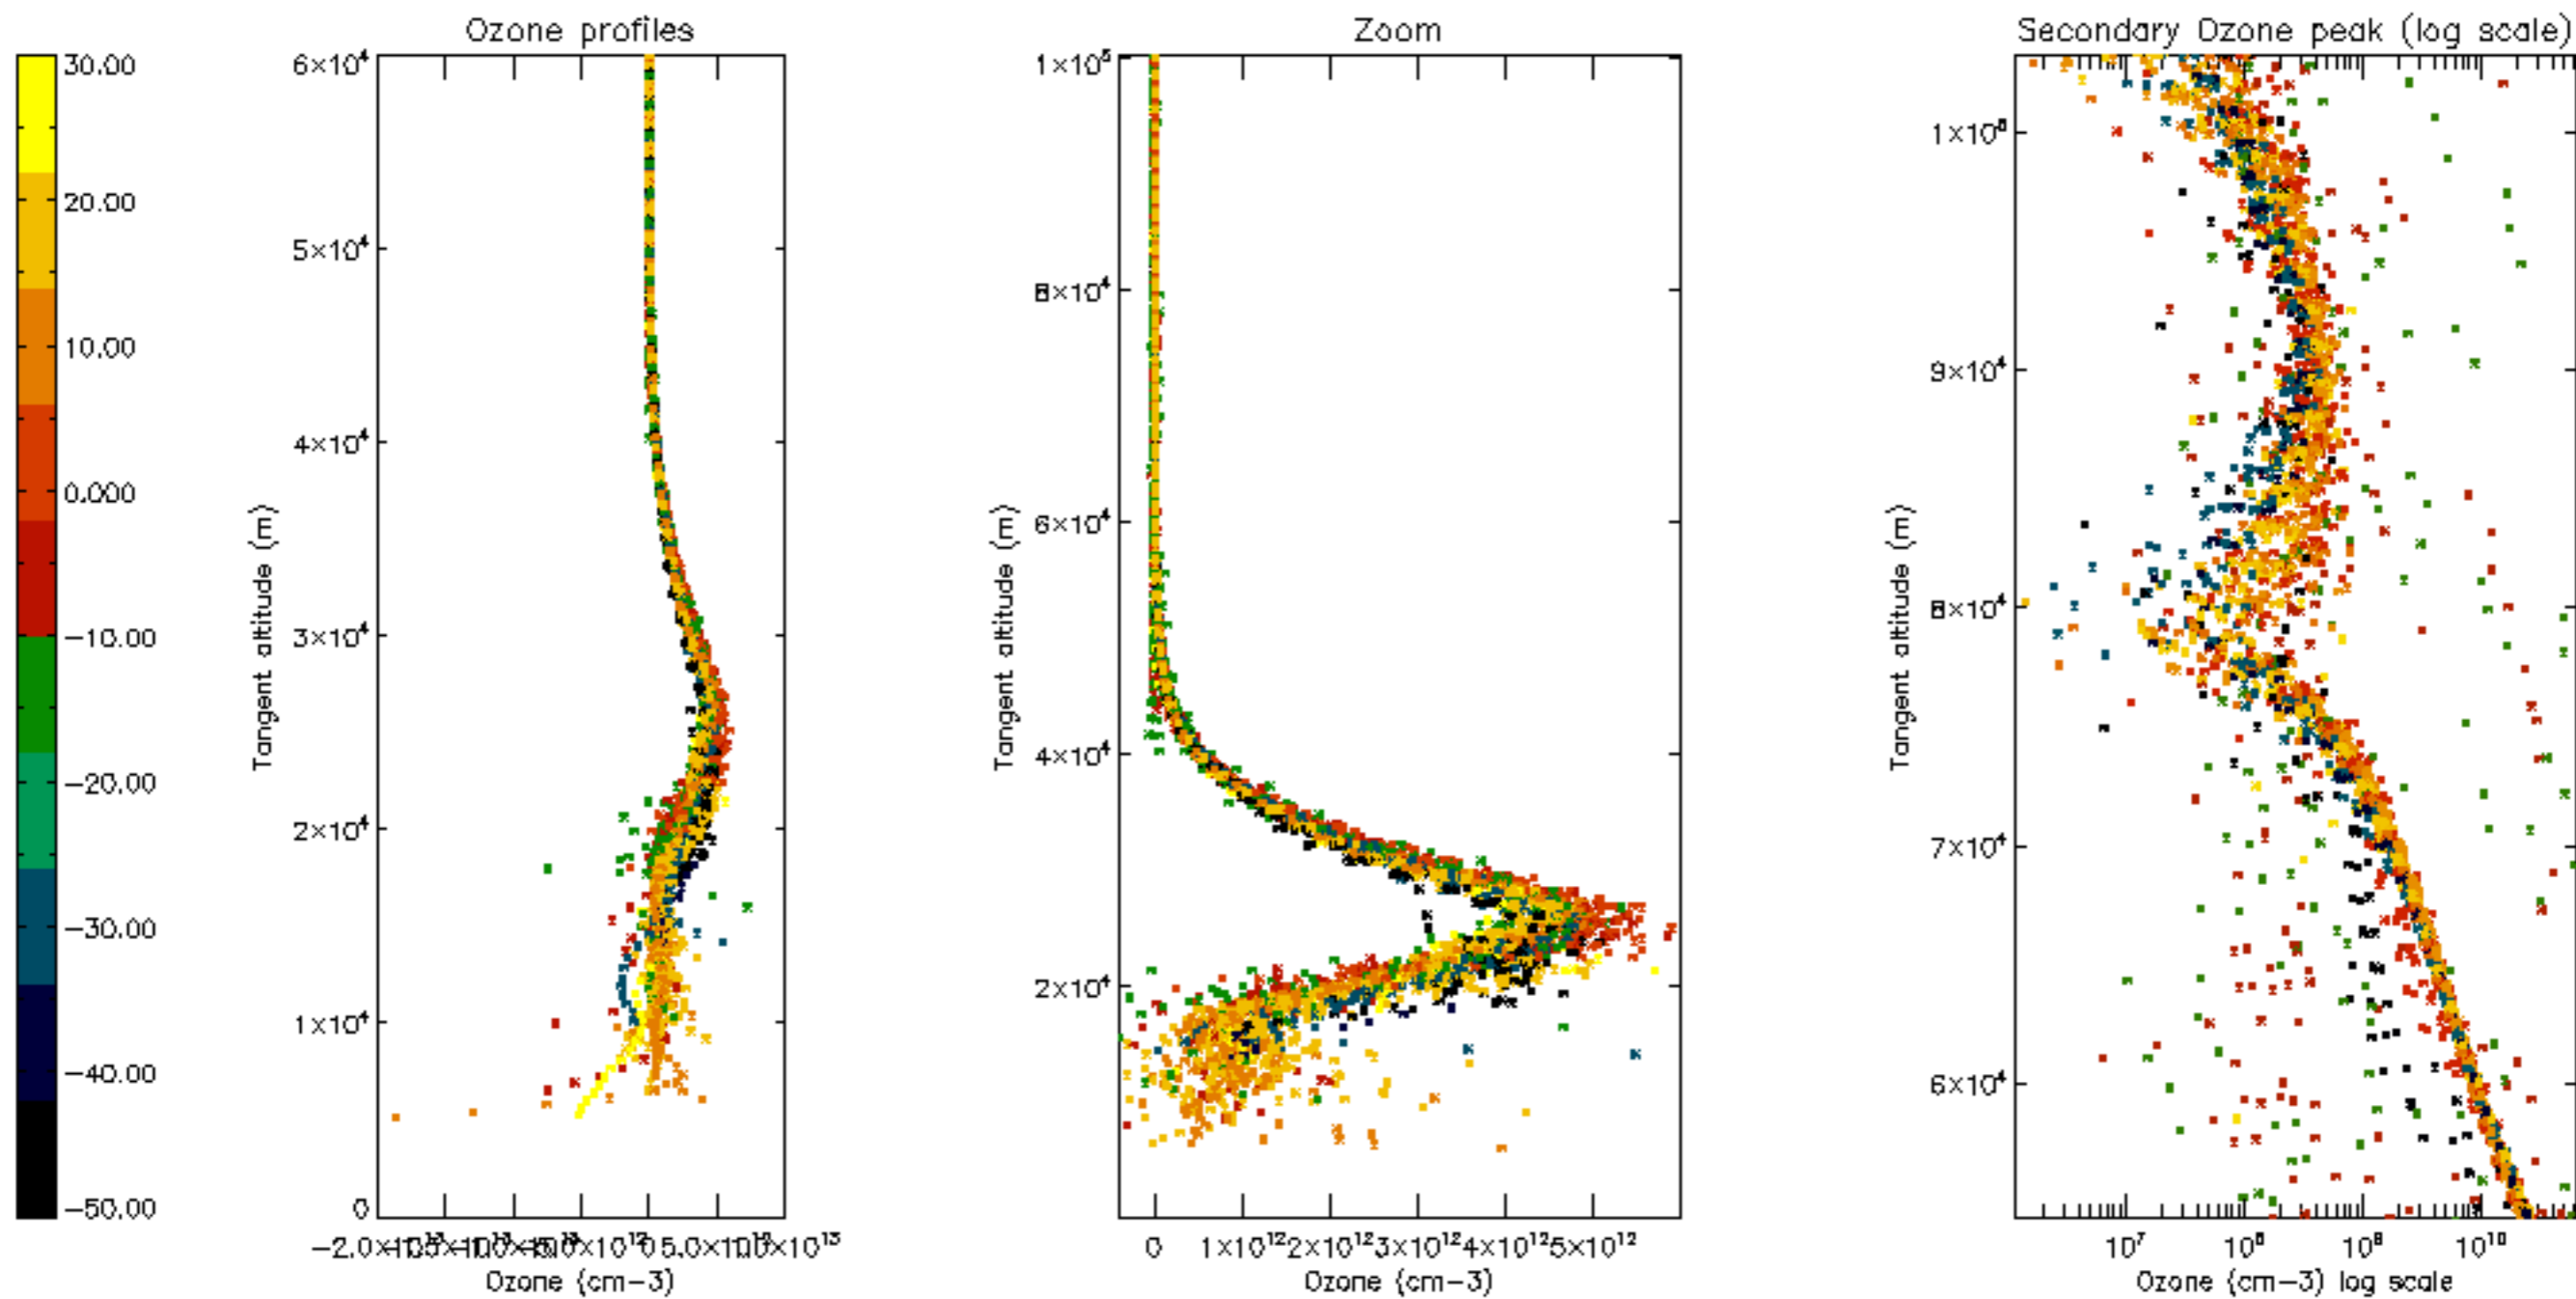 Ozone profiles
Zoom
Secondary Ozone peak (log scale)
30.00
20.00
10.00
0.000
−10.00
−20.00
−30.00
−40.00
−50.00
6×10⁴
5×10⁴
4×10⁴
3×10⁴
2×10⁴
1×10⁴
0
Tangent altitude (m)
Ozone (cm−3)
1×10⁵
8×10⁴
6×10⁴
4×10⁴
2×10⁴
Tangent altitude (m)
0 1×10¹² 2×10¹² 3×10¹² 4×10¹² 5×10¹²
Ozone (cm−3)
9×10⁴
8×10⁴
7×10⁴
6×10⁴
Tangent altitude (m)
10⁷ 10⁸ 10⁹ 10¹⁰
Ozone (cm−3) log scale